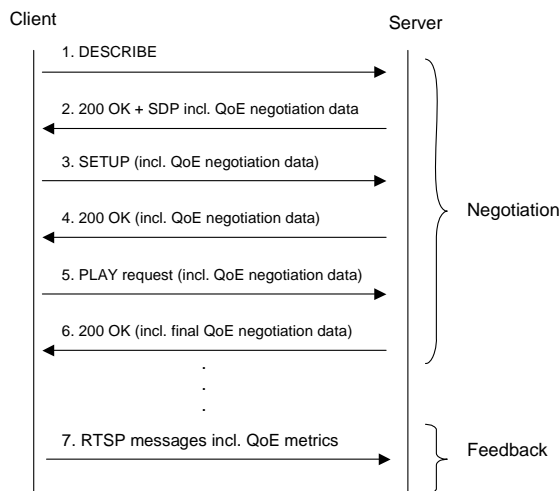 Client
Server
1. DESCRIBE
2. 200 OK + SDP incl. QoE negotiation data
3. SETUP (incl. QoE negotiation data)
4. 200 OK (incl. QoE negotiation data)
Negotiation
5. PLAY request (incl. QoE negotiation data)
6. 200 OK (incl. final QoE negotiation data)
.
.
.
7. RTSP messages incl. QoE metrics
Feedback